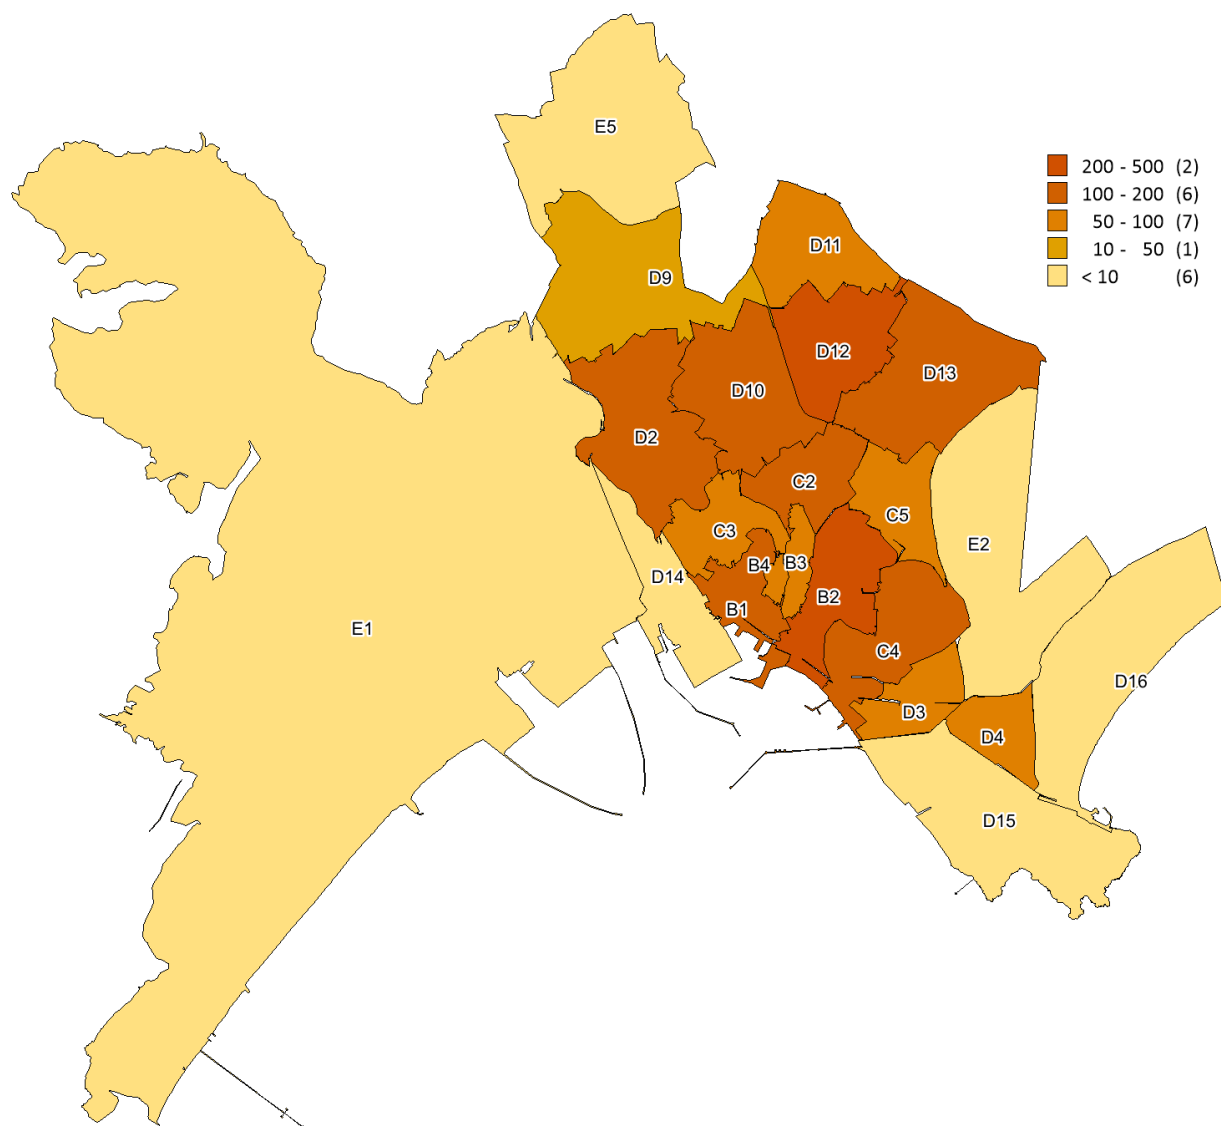 E5
200 - 500 (2)
100 - 200 (6)
50 - 100 (7)
10 - 50 (1)
< 10 (6)
D11
D9
D12
D13
D10
D2
C2
C5
C3
E2
B3
B4
D14
B2
B1
E1
C4
D16
D3
D4
D15